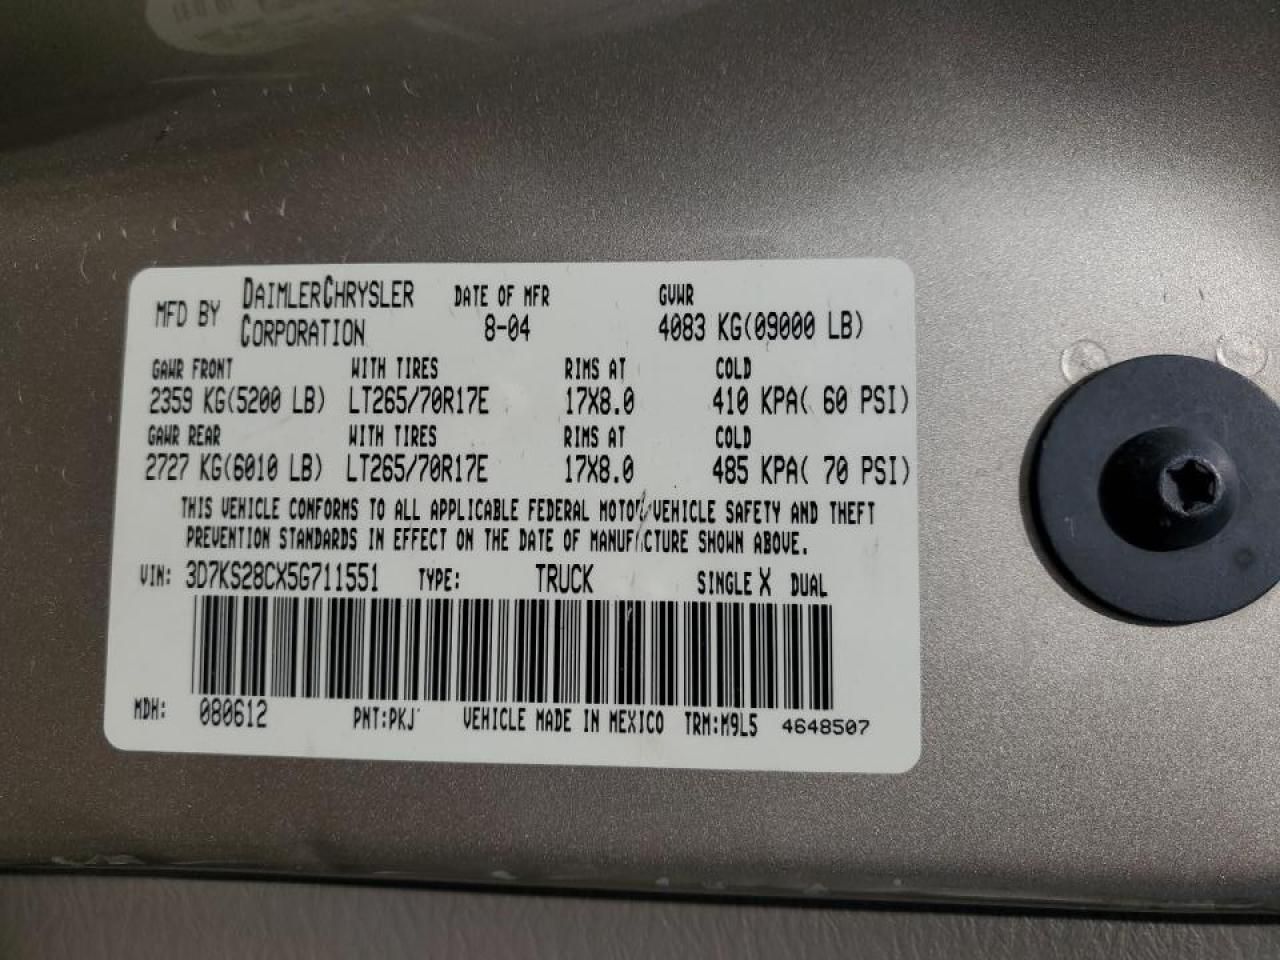 MFD BY DAIMLERCHRYSLER CORPORATION DATE OF MFR 8-04 GVWR 4083 KG(09000 LB)
GAWR FRONT WITH TIRES RIMS AT COLD
2359 KG(5200 LB) LT265/70R17E 17X8.0 410 KPA( 60 PSI)
GAWR REAR WITH TIRES RIMS AT COLD
2727 KG(6010 LB) LT265/70R17E 17X8.0 485 KPA( 70 PSI)
THIS VEHICLE CONFORMS TO ALL APPLICABLE FEDERAL MOTOR VEHICLE SAFETY AND THEFT
PREVENTION STANDARDS IN EFFECT ON THE DATE OF MANUFACTURE SHOWN ABOVE.
VIN: 3D7KS28CX5G711551 TYPE: TRUCK SINGLE X DUAL
MDH: 080612 PNT:PKJ VEHICLE MADE IN MEXICO TRM:M9L5 4648507